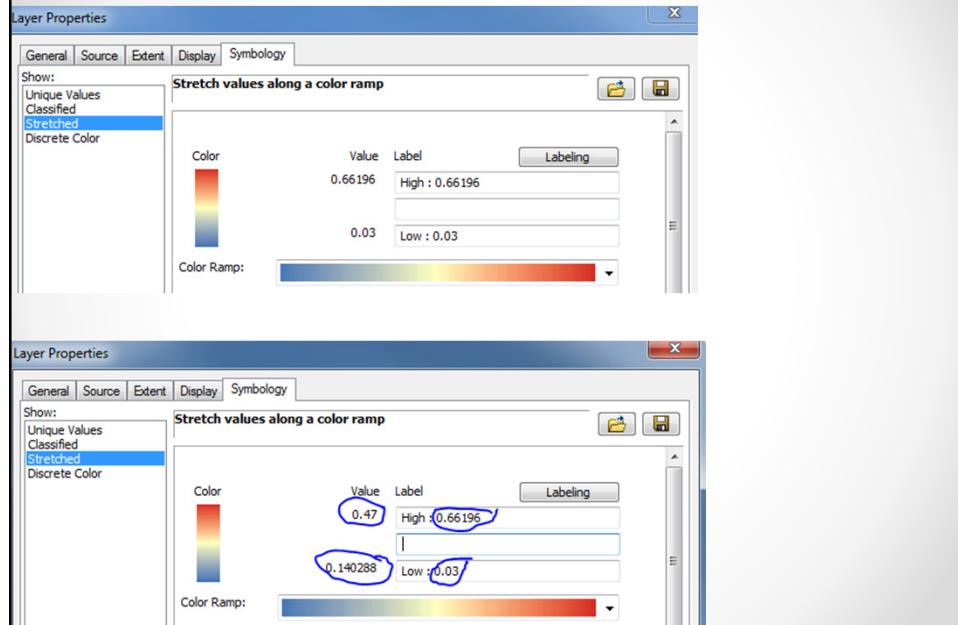 Layer Properties
General Source Extent Display Symbology
Show:
Unique Values
Classified
Stretched
Discrete Color
Stretch values along a color ramp
Color Value Label Labeling
0.66196 High : 0.66196
0.03 Low : 0.03
Color Ramp:
Layer Properties
General Source Extent Display Symbology
Show:
Unique Values
Classified
Stretched
Discrete Color
Stretch values along a color ramp
Color Value Label Labeling
0.47 High : 0.66196
0.140288 Low : 0.03
Color Ramp: